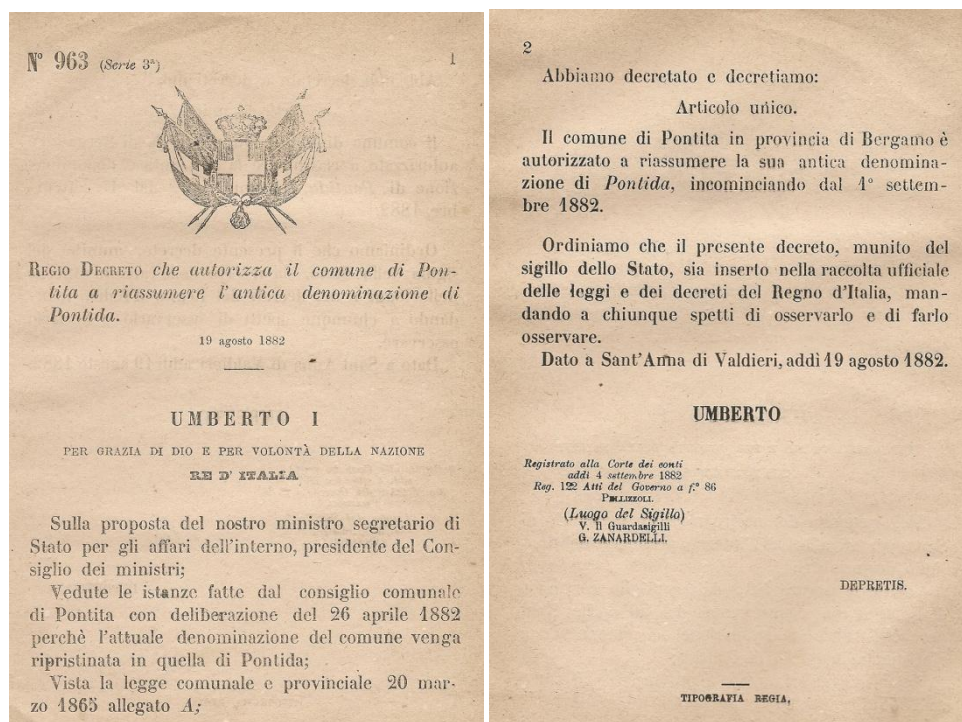 N° 963 (Serie 3ª) 1
REGIO DECRETO che autorizza il comune di Pon-
tita a riassumere l'antica denominazione di
Pontida.
19 agosto 1882
UMBERTO I
PER GRAZIA DI DIO E PER VOLONTÀ DELLA NAZIONE
RE D' ITALIA
Sulla proposta del nostro ministro segretario di
Stato per gli affari dell'interno, presidente del Con-
siglio dei ministri;
Vedute le istanze fatte dal consiglio comunale
di Pontita con deliberazione del 26 aprile 1882
perchè l'attuale denominazione del comune venga
ripristinata in quella di Pontida;
Vista la legge comunale e provinciale 20 mar-
zo 1865 allegato A;
2
Abbiamo decretato e decretiamo:
Articolo unico.
Il comune di Pontita in provincia di Bergamo è
autorizzato a riassumere la sua antica denomina-
zione di Pontida, incominciando dal 1° settem-
bre 1882.
Ordiniamo che il presente decreto, munito del
sigillo dello Stato, sia inserto nella raccolta ufficiale
delle leggi e dei decreti del Regno d'Italia, man-
dando a chiunque spetti di osservarlo e di farlo
osservare.
Dato a Sant'Anna di Valdieri, addì 19 agosto 1882.
UMBERTO
Registrato alla Corte dei conti
addì 4 settembre 1882
Reg. 122 Atti del Governo a f.° 86
PELLIZZOLI.
(Luogo del Sigillo)
V. Il Guardasigilli
G. ZANARDELLI.
DEPRETIS.
TIPOGRAFIA REGIA.